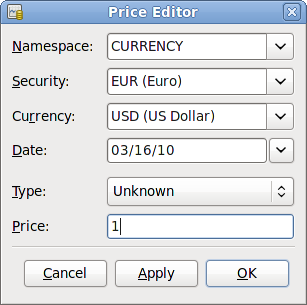 Price Editor
Namespace: CURRENCY
Security: EUR (Euro)
Currency: USD (US Dollar)
Date: 03/16/10
Type: Unknown
Price: 1
Cancel Apply OK